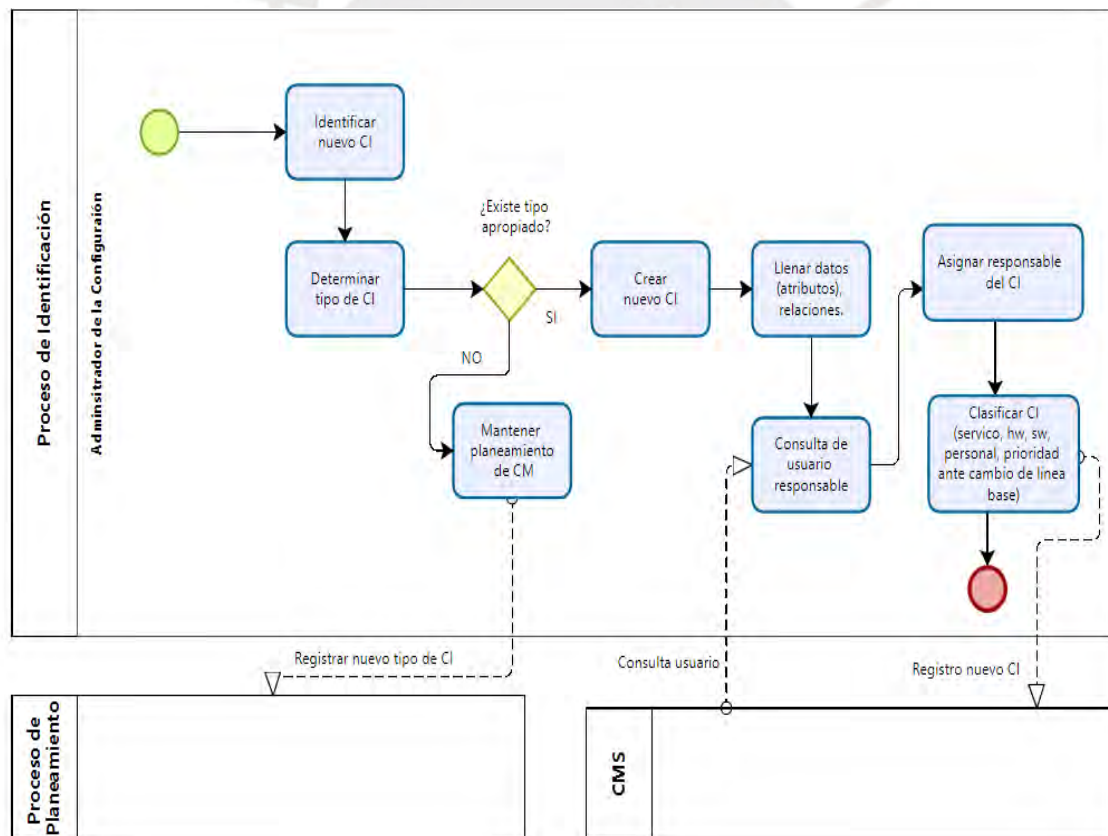 Proceso de Identificación
Adminsitrador de la Configuraión
Identificar
nuevo CI
Determinar
tipo de CI
¿Existe tipo
apropiado?
SI
NO
Mantener
planeamiento
de CM
Crear
nuevo CI
Llenar datos
(atributos),
relaciones.
Consulta de
usuario
responsable
Asignar responsable
del CI
Clasificar CI
(servico, hw, sw,
personal, prioridad
ante cambio de linea
base)
Registrar nuevo tipo de CI
Consulta usuario
Registro nuevo CI
Proceso de
Planeamiento
CMS